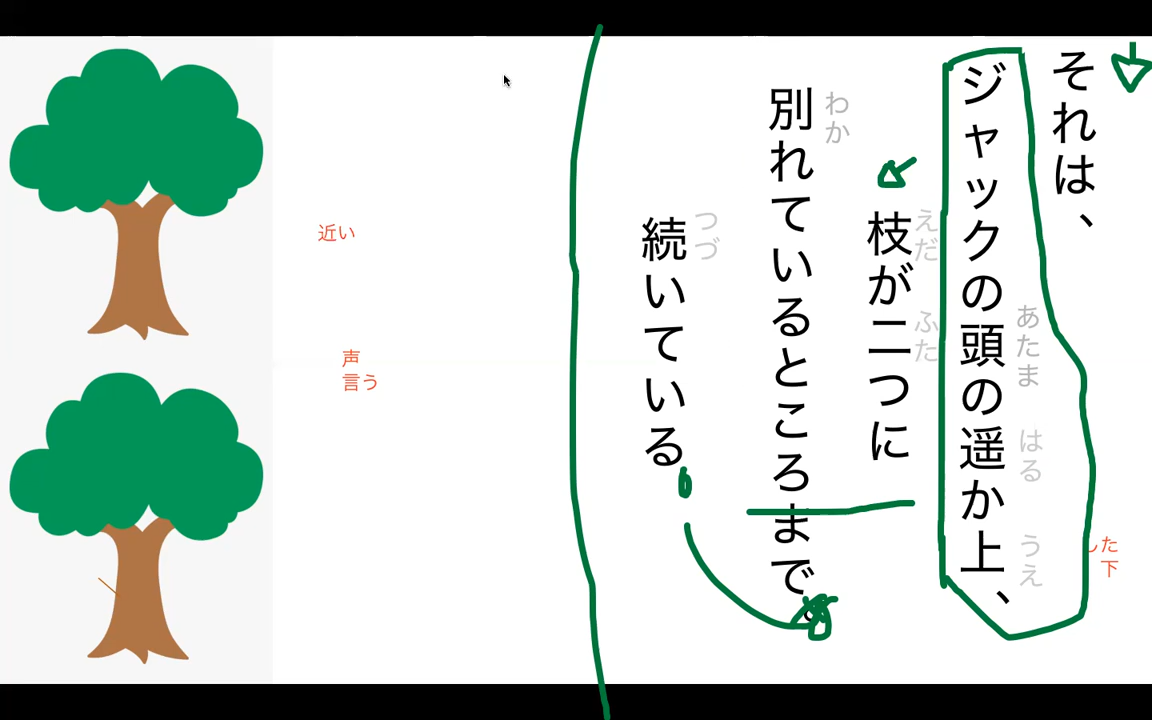 それは、
ジャックの頭の遥か上、
あたま
はる
うえ
した
下
枝が二つに
えだ
ふた
別れているところまで。
わか
続いている
つづ
近い
声
言う